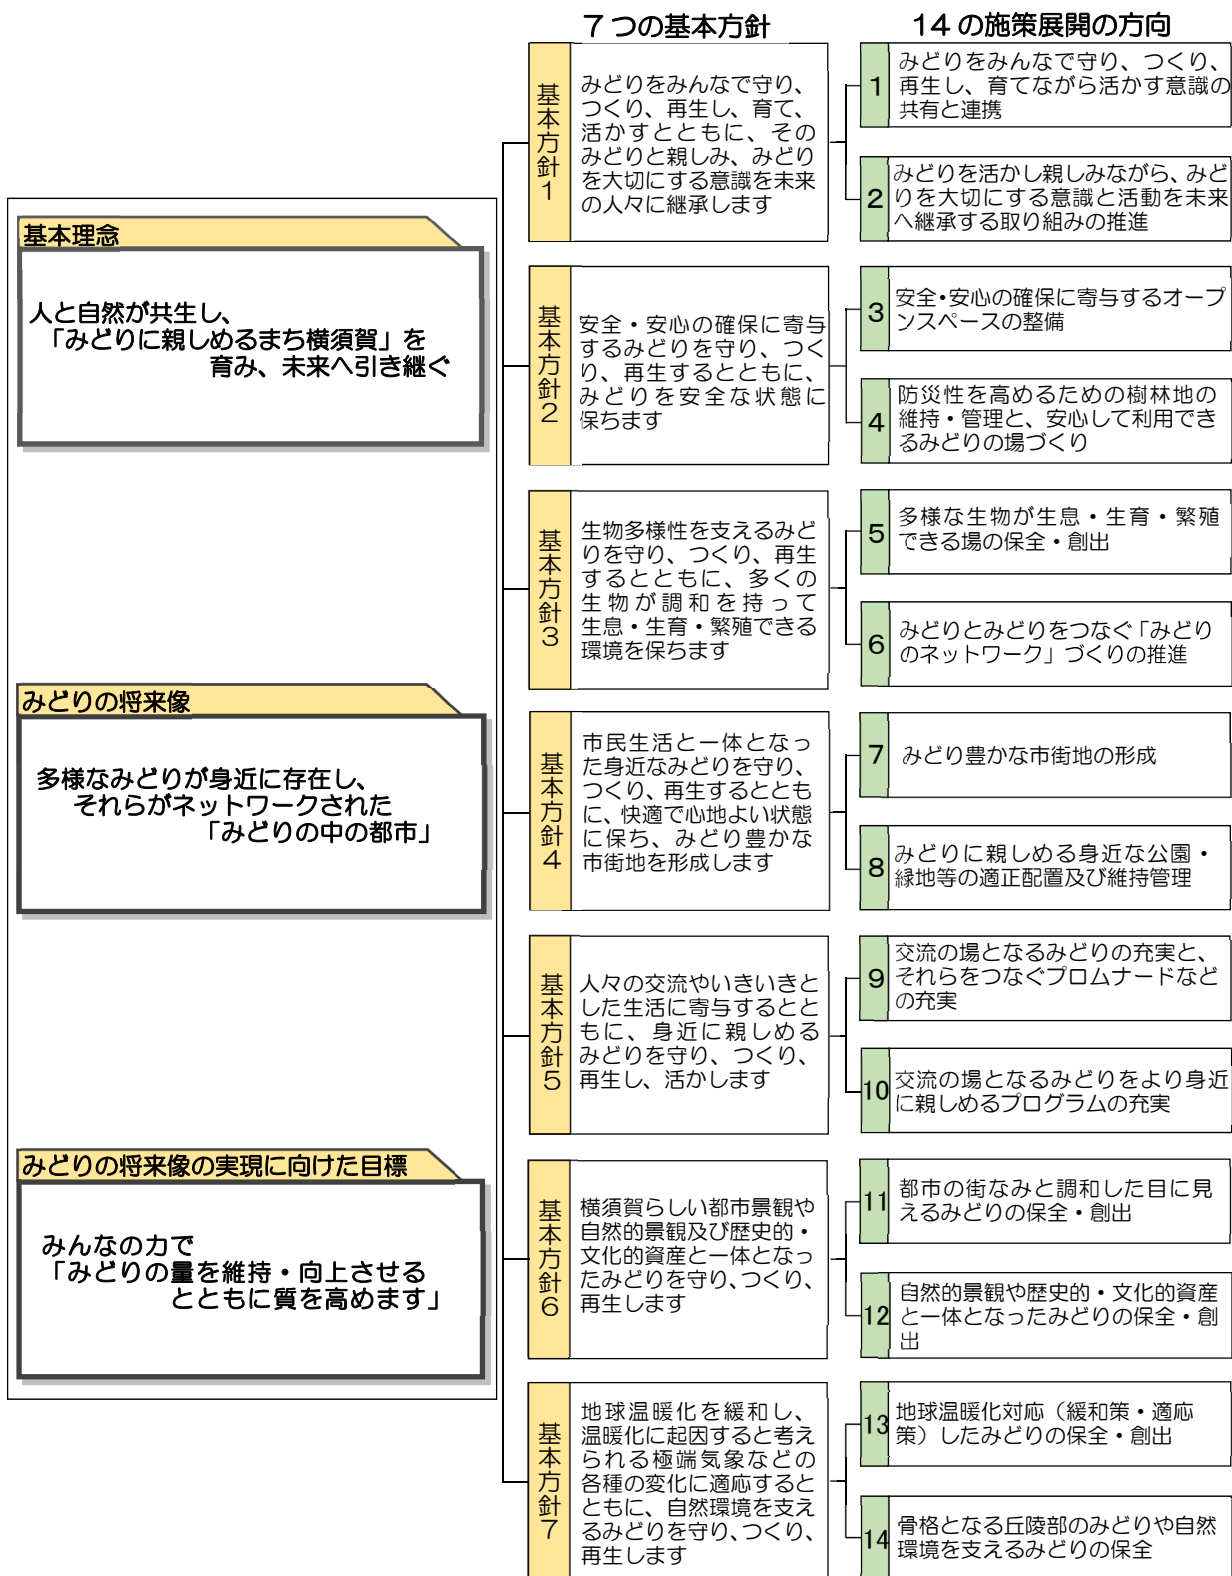 7つの基本方針
14の施策展開の方向
基本理念
人と自然が共生し、
「みどりに親しめるまち横須賀」を
育み、未来へ引き継ぐ
みどりの将来像
多様なみどりが身近に存在し、
それらがネットワークされた
「みどりの中の都市」
みどりの将来像の実現に向けた目標
みんなの力で
「みどりの量を維持・向上させる
とともに質を高めます」
基本方針1
みどりをみんなで守り、
つくり、再生し、育て、
活かすとともに、その
みどりと親しみ、みどり
を大切にする意識を未来
の人々に継承します
1
みどりをみんなで守り、つくり、
再生し、育てながら活かす意識の
共有と連携
2
みどりを活かし親しみながら、みど
りを大切にする意識と活動を未来
へ継承する取り組みの推進
基本方針2
安全・安心の確保に寄与
するみどりを守り、つく
り、再生するとともに、
みどりを安全な状態に
保ちます
3
安全・安心の確保に寄与するオープ
ンスペースの整備
4
防災性を高めるための樹林地の
維持・管理と、安心して利用でき
るみどりの場づくり
基本方針3
生物多様性を支えるみど
りを守り、つくり、再生
するとともに、多くの
生物が調和を持って
生息・生育・繁殖できる
環境を保ちます
5
多様な生物が生息・生育・繁殖
できる場の保全・創出
6
みどりとみどりをつなぐ「みどり
のネットワーク」づくりの推進
基本方針4
市民生活と一体となっ
た身近なみどりを守り、
つくり、再生するととも
に、快適で心地よい状態
に保ち、みどり豊かな
市街地を形成します
7
みどり豊かな市街地の形成
8
みどりに親しめる身近な公園・
緑地等の適正配置及び維持管理
基本方針5
人々の交流やいきいきと
した生活に寄与するとと
もに、身近に親しめる
みどりを守り、つくり、
再生し、活かします
9
交流の場となるみどりの充実と、
それらをつなぐプロムナードなど
の充実
10
交流の場となるみどりをより身近
に親しめるプログラムの充実
基本方針6
横須賀らしい都市景観や
自然的景観及び歴史的・
文化的資産と一体となっ
たみどりを守り、つくり、
再生します
11
都市の街なみと調和した目に見
えるみどりの保全・創出
12
自然的景観や歴史的・文化的資産
と一体となったみどりの保全・創
出
基本方針7
地球温暖化を緩和し、
温暖化に起因すると考え
られる極端気象などの
各種の変化に適応すると
ともに、自然環境を支え
るみどりを守り、つくり、
再生します
13
地球温暖化対応（緩和策・適応
策）したみどりの保全・創出
14
骨格となる丘陵部のみどりや自然
環境を支えるみどりの保全